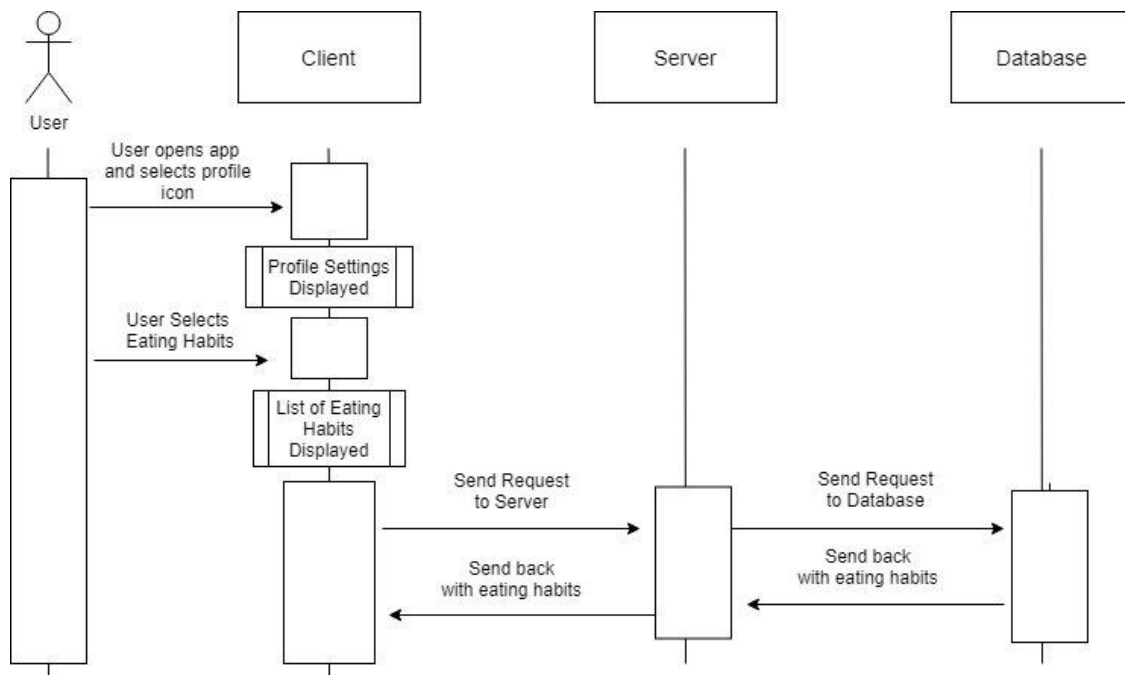 Client
Server
Database
User
User opens app
and selects profile
icon
Profile Settings
Displayed
User Selects
Eating Habits
List of Eating
Habits
Displayed
Send Request
to Server
Send Request
to Database
Send back
with eating habits
Send back
with eating habits